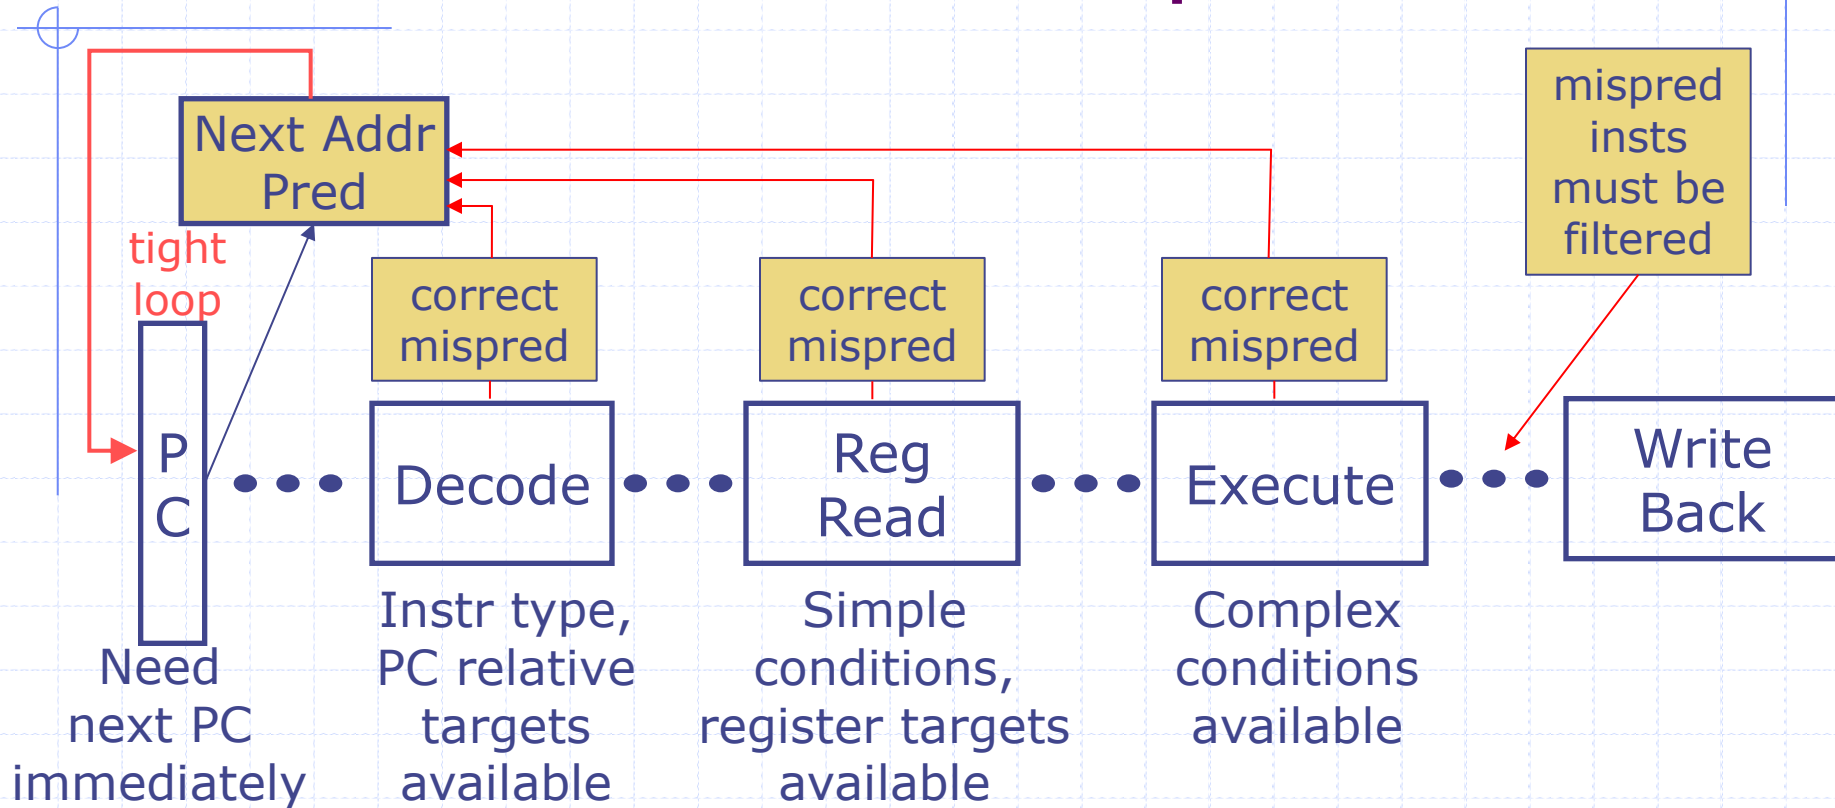 Next Addr
Pred
tight
loop
correct
mispred
correct
mispred
correct
mispred
mispred
insts
must be
filtered
P
C
Decode
Reg
Read
Execute
Write
Back
Need
next PC
immediately
Instr type,
PC relative
targets
available
Simple
conditions,
register targets
available
Complex
conditions
available